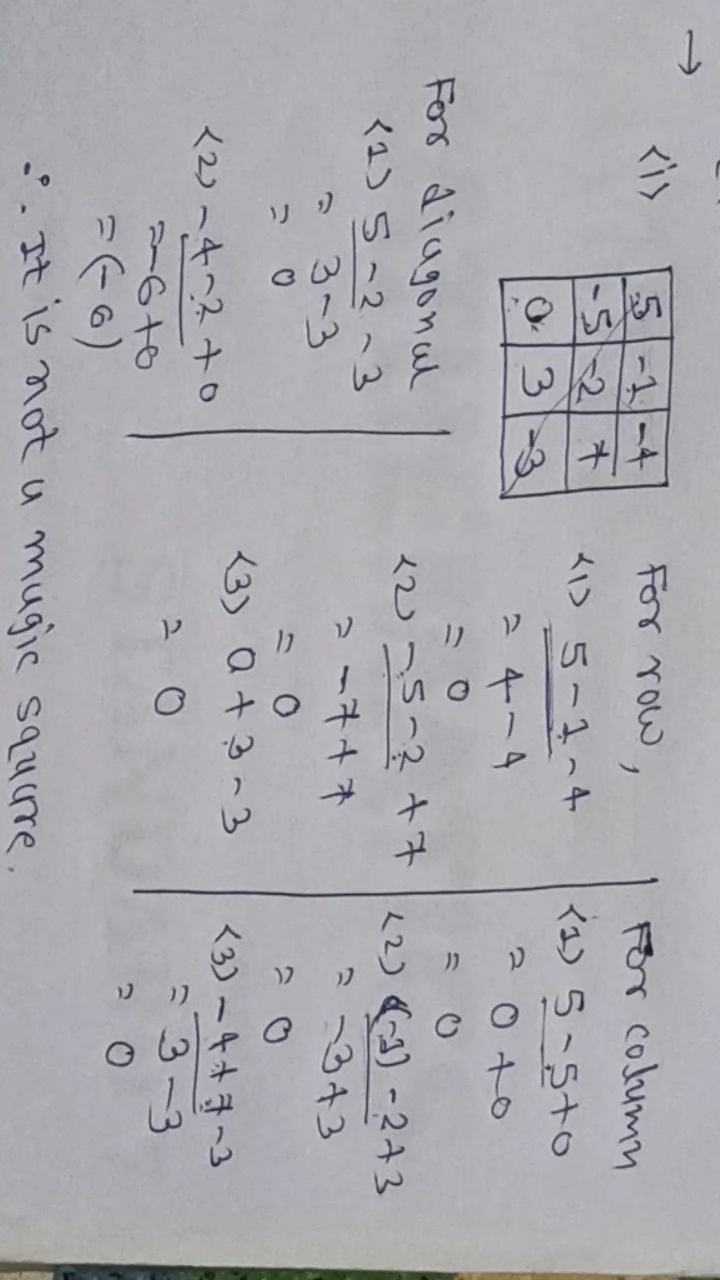 → <i>
5 -1 -4
-5 -2 7
0 3 -3
For row,
<1> 5-1-4
= 4-4
= 0
<2> -5-2+7
= -7+7
= 0
<3> 0+3-3
= 0
For column
<1> 5-5+0
= 0+0
= 0
<2> (-1)-2+3
= -3+3
= 0
<3> -4+7-3
= 3-3
= 0
For diagonal
<1> 5-2-3
= 3-3
= 0
<2> -4-2+0
= -6+0
= (-6)
∴ It is not a magic square.